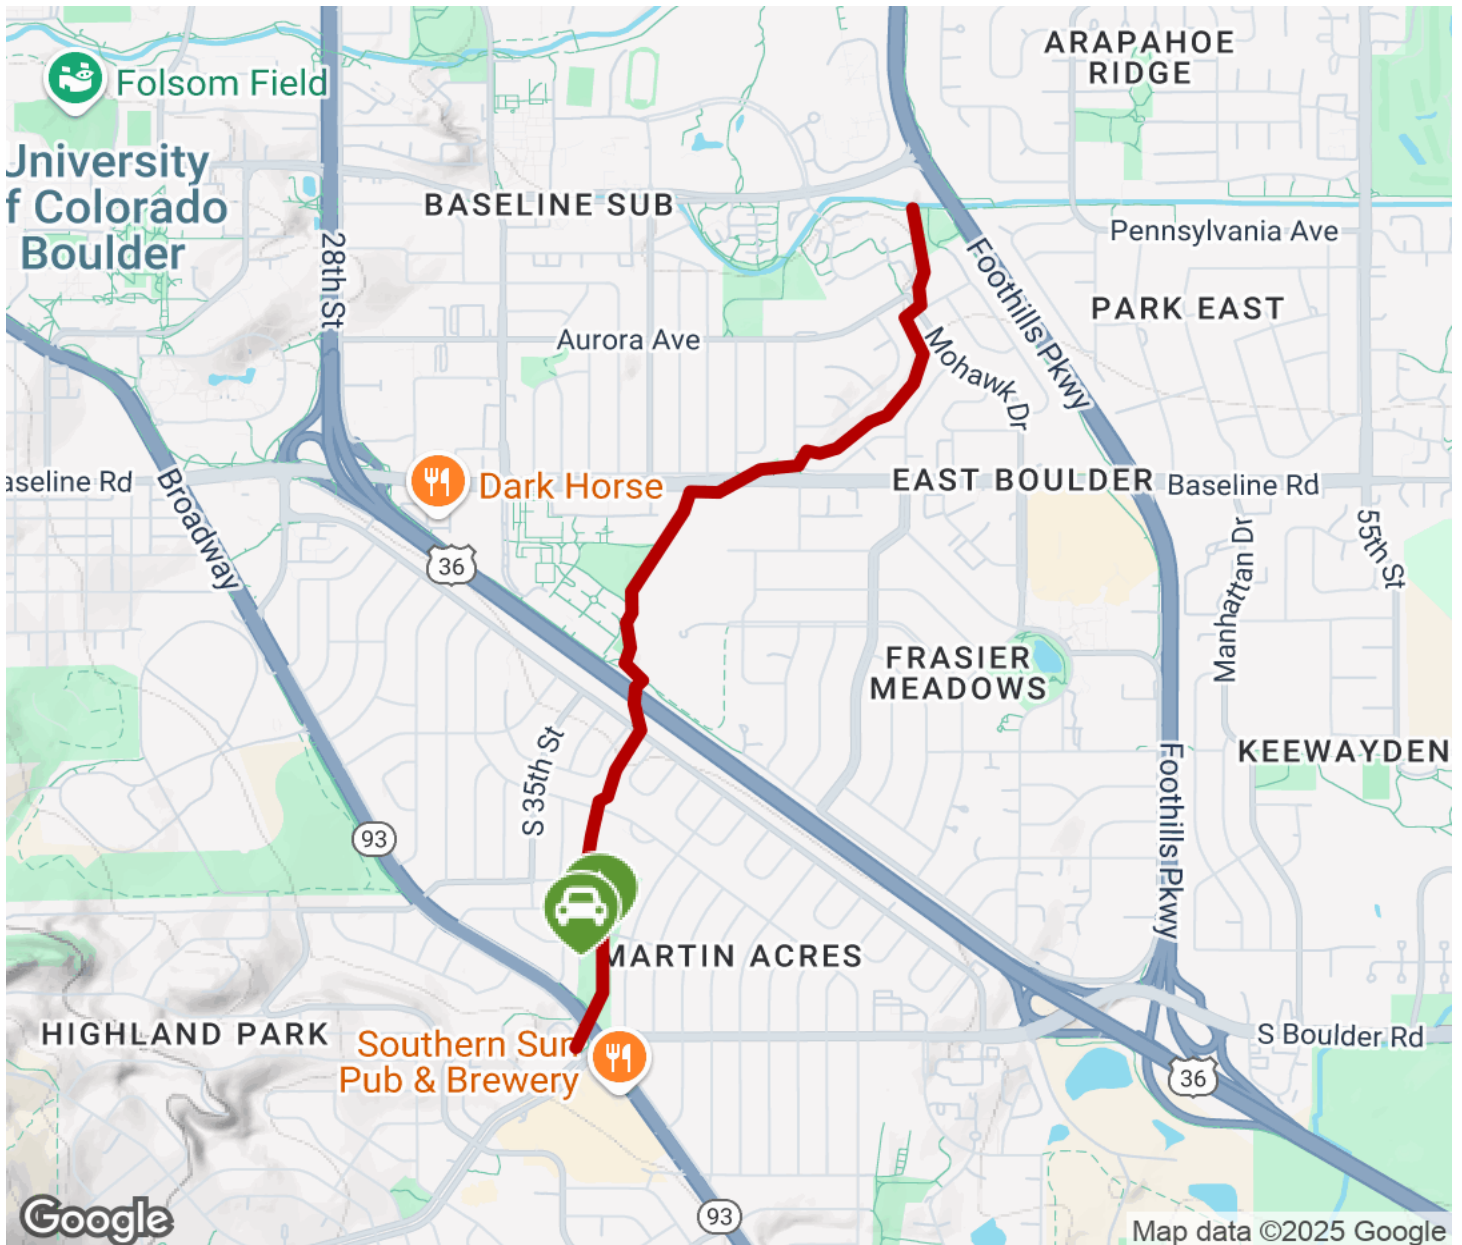 ARAPAHOE
RIDGE
Folsom Field
University
of Colorado
Boulder
BASELINE SUB
Pennsylvania Ave
28th St
Foothills Pkwy
PARK EAST
Aurora Ave
Mohawk Dr
Baseline Rd
Dark Horse
EAST BOULDER
Baseline Rd
Broadway
36
55th St
Manhattan Dr
FRASIER
MEADOWS
S 35th St
KEEWAYDEN
Foothills Pkwy
93
MARTIN ACRES
HIGHLAND PARK
Southern Sun
Pub & Brewery
S Boulder Rd
36
93
Google
Map data ©2025 Google